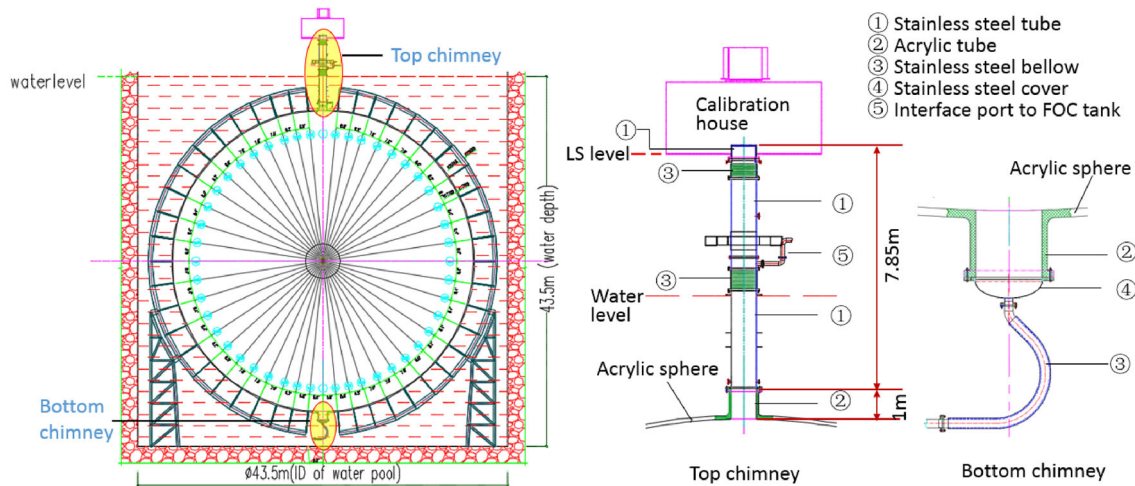 Top chimney
waterlevel
43.5m (water depth)
Bottom
chimney
ø43.5m(ID of water pool)
① Stainless steel tube
② Acrylic tube
③ Stainless steel bellow
④ Stainless steel cover
⑤ Interface port to FOC tank
Calibration
house
①
LS level
③
①
⑤
③
Water
level
①
7.85m
Acrylic sphere
②
1m
Top chimney
Acrylic sphere
②
④
③
Bottom chimney